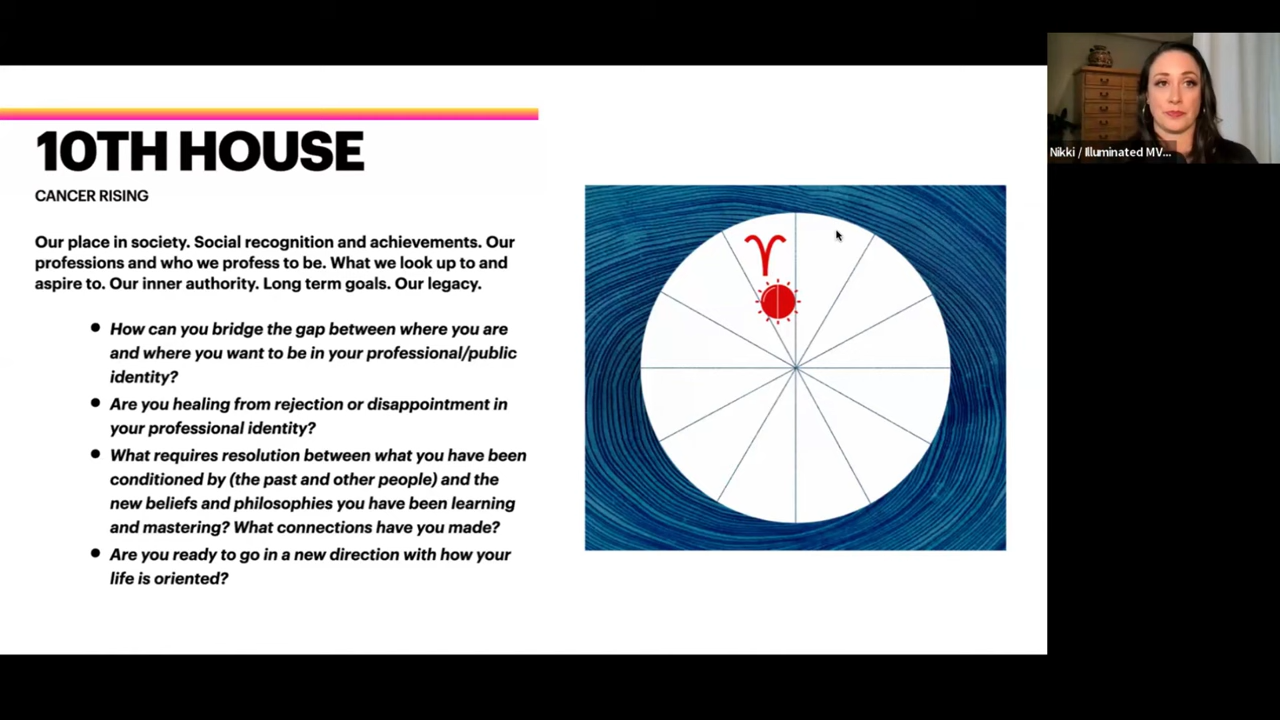 10TH HOUSE
CANCER RISING
Our place in society. Social recognition and achievements. Our
professions and who we profess to be. What we look up to and
aspire to. Our inner authority. Long term goals. Our legacy.
How can you bridge the gap between where you are
and where you want to be in your professional/public
identity?
Are you healing from rejection or disappointment in
your professional identity?
What requires resolution between what you have been
conditioned by (the past and other people) and the
new beliefs and philosophies you have been learning
and mastering? What connections have you made?
Are you ready to go in a new direction with how your
life is oriented?
Nikki / Illuminated MV...